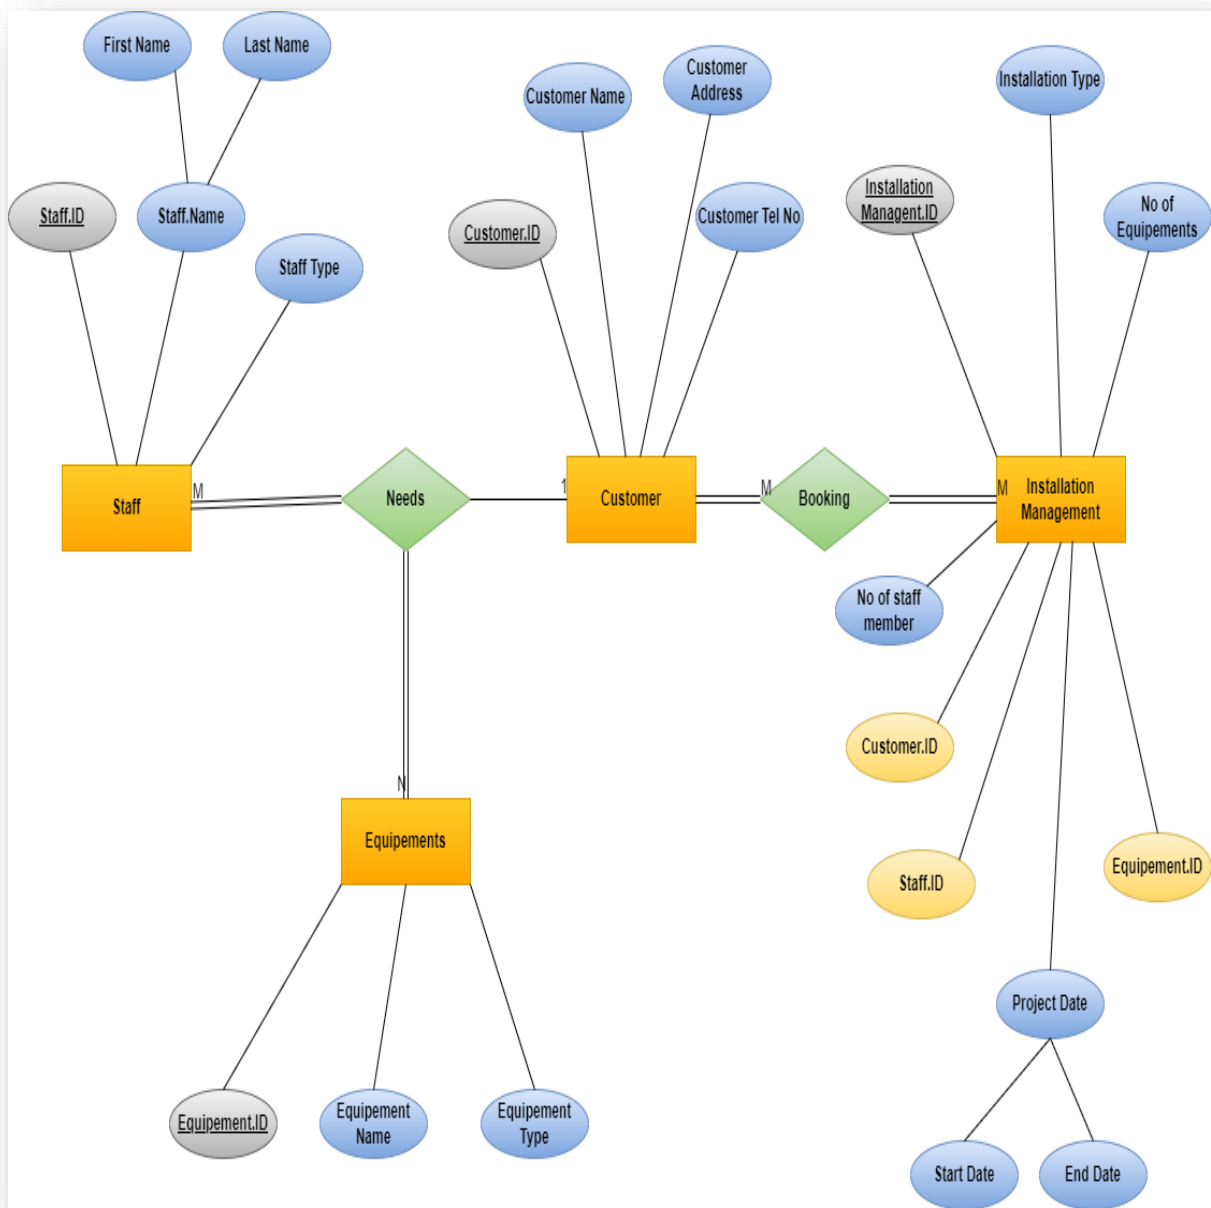 First Name
Last Name
Customer Name
Customer
Address
Installation Type
Staff.ID
Staff.Name
Staff Type
Customer.ID
Customer Tel No
Installation
Managent.ID
No of
Equipements
Staff
M
Needs
1
Customer
M
Booking
M
Installation
Management
No of staff
member
Customer.ID
Staff.ID
Equipement.ID
N
Equipements
Project Date
Equipement.ID
Equipement
Name
Equipement
Type
Start Date
End Date